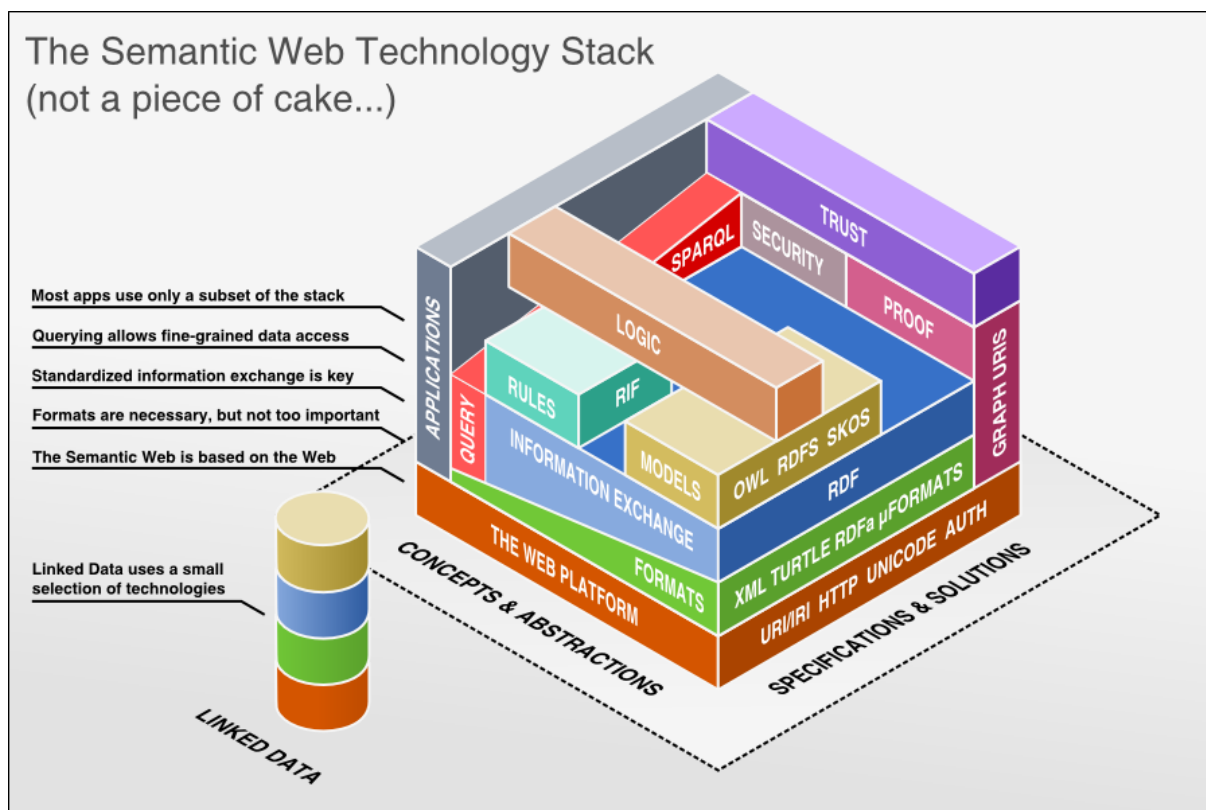 The Semantic Web Technology Stack
(not a piece of cake...)
Most apps use only a subset of the stack
Querying allows fine-grained data access
Standardized information exchange is key
Formats are necessary, but not too important
The Semantic Web is based on the Web
Linked Data uses a small
selection of technologies
LINKED DATA
APPLICATIONS
QUERY
RULES
RIF
LOGIC
SPARQL
SECURITY
TRUST
PROOF
GRAPH URIS
MODELS
OWL RDFS SKOS
INFORMATION EXCHANGE
RDF
FORMATS
XML TURTLE RDFa µFORMATS
THE WEB PLATFORM
URI/IRI HTTP UNICODE AUTH
CONCEPTS & ABSTRACTIONS
SPECIFICATIONS & SOLUTIONS